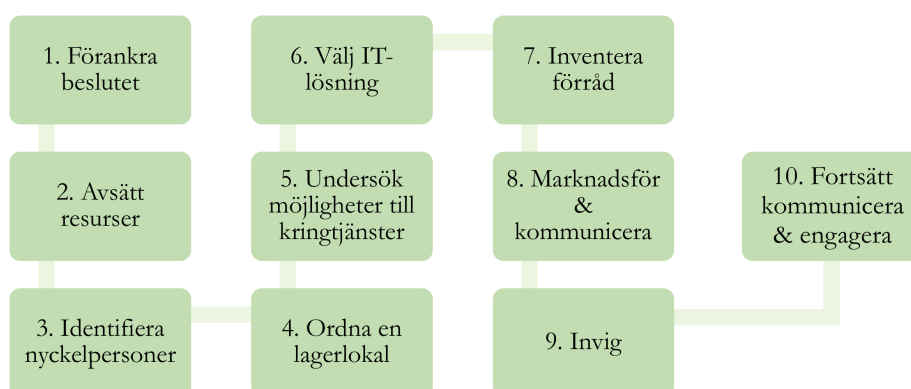 1. Förankra
beslutet
2. Avsätt
resurser
3. Identifiera
nyckelpersoner
4. Ordna en
lagerlokal
5. Undersök
möjligheter till
kringtjänster
6. Välj IT-
lösning
7. Inventera
förråd
8. Marknadsför
&
kommunicera
9. Invig
10. Fortsätt
kommunicera
& engagera